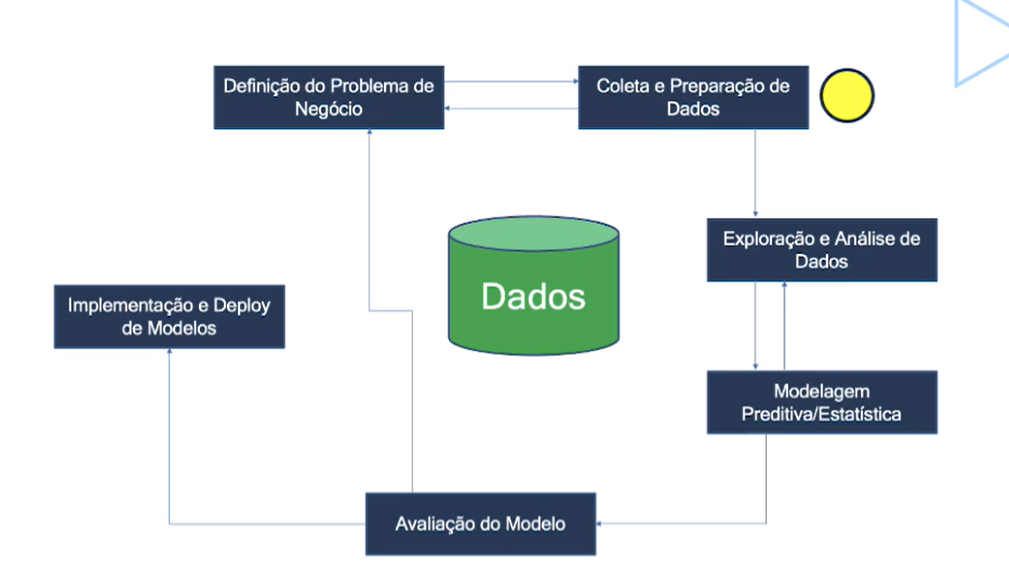 Definição do Problema de
Negócio
Coleta e Preparação de
Dados
Exploração e Análise de
Dados
Dados
Implementação e Deploy
de Modelos
Modelagem
Preditiva/Estatística
Avaliação do Modelo